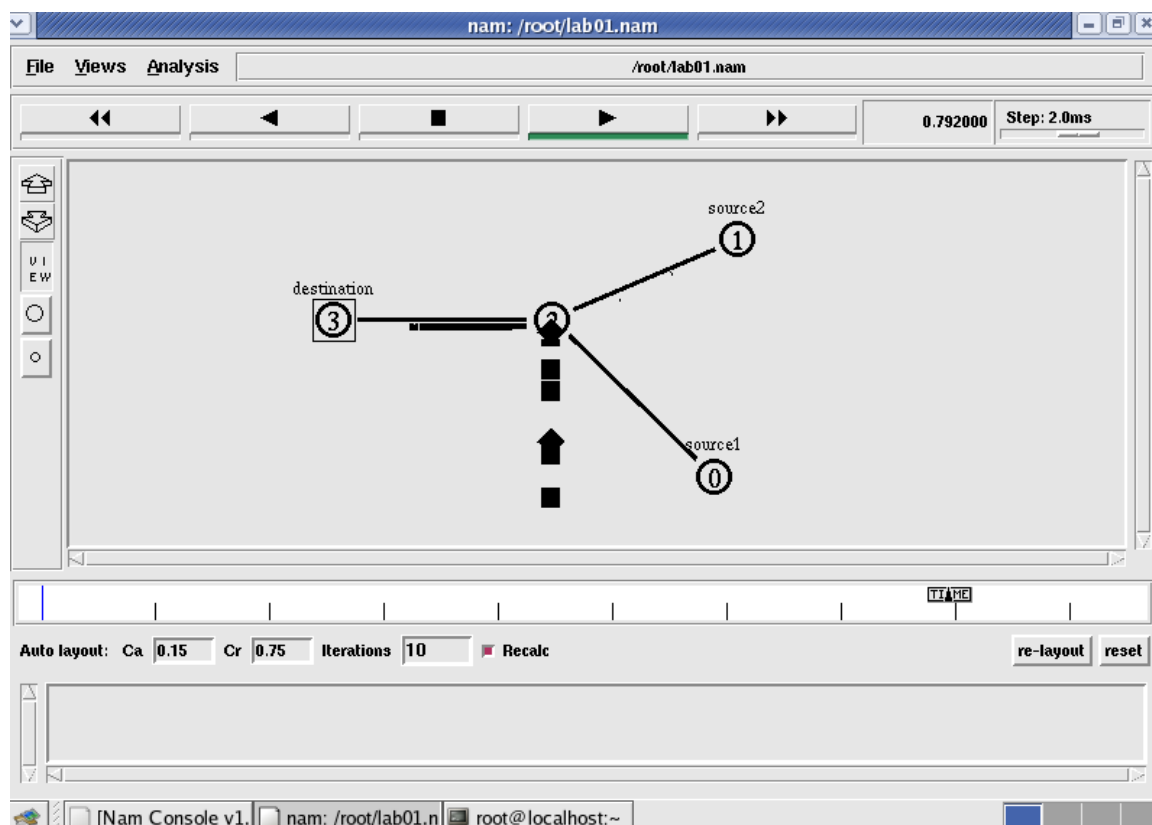 nam: /root/lab01.nam
File Views Analysis /root/lab01.nam
0.792000 Step: 2.0ms
source2
1
VIEW
destination
3
2
source1
0
TIME
Auto layout: Ca 0.15 Cr 0.75 Iterations 10 Recalc re-layout reset
[Nam Console v1. nam: /root/lab01.n root@localhost:~